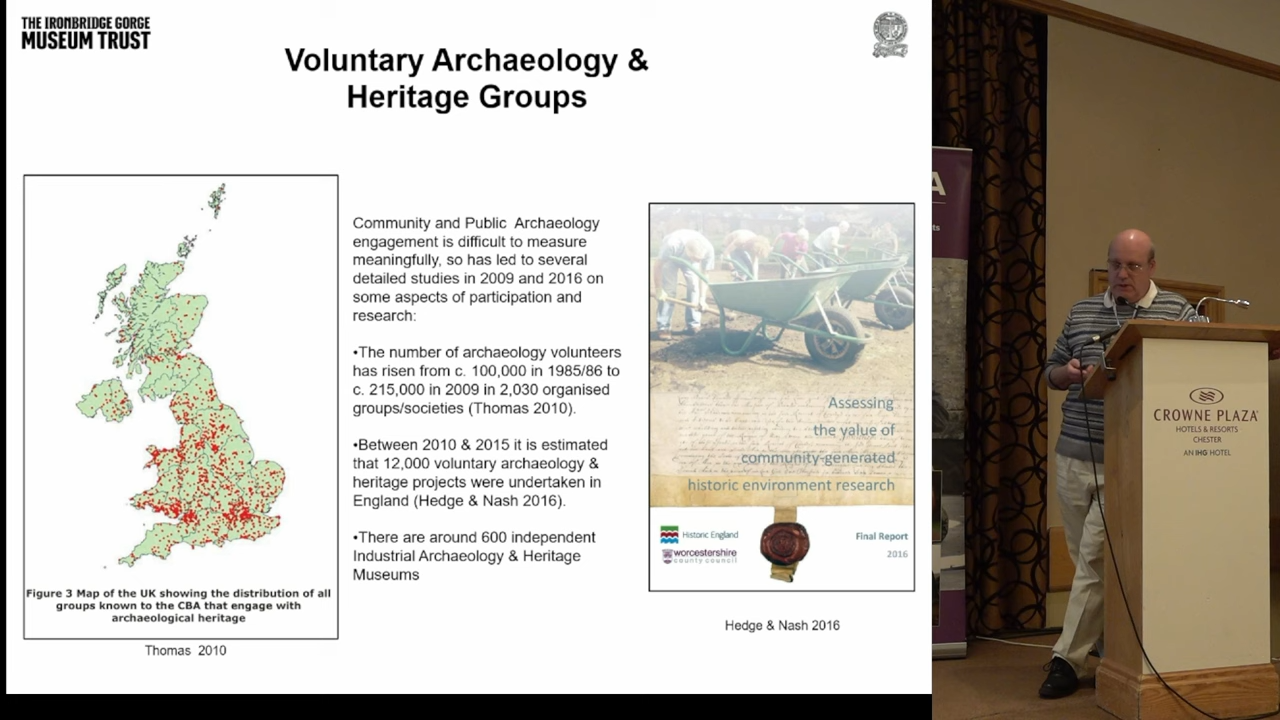 THE IRONBRIDGE GORGE
MUSEUM TRUST
Voluntary Archaeology &
Heritage Groups
Figure 3 Map of the UK showing the distribution of all
groups known to the CBA that engage with
archaeological heritage
Thomas 2010
Community and Public Archaeology
engagement is difficult to measure
meaningfully, so has led to several
detailed studies in 2009 and 2016 on
some aspects of participation and
research:
•The number of archaeology volunteers
has risen from c. 100,000 in 1985/86 to
c. 215,000 in 2009 in 2,030 organised
groups/societies (Thomas 2010).
•Between 2010 & 2015 it is estimated
that 12,000 voluntary archaeology &
heritage projects were undertaken in
England (Hedge & Nash 2016).
•There are around 600 independent
Industrial Archaeology & Heritage
Museums
Assessing
the value of
community-generated
historic environment research
Historic England
worcestershire
county council
Final Report
2016
Hedge & Nash 2016
A
ts
CROWNE PLAZA
HOTELS & RESORTS
CHESTER
AN IHG HOTEL